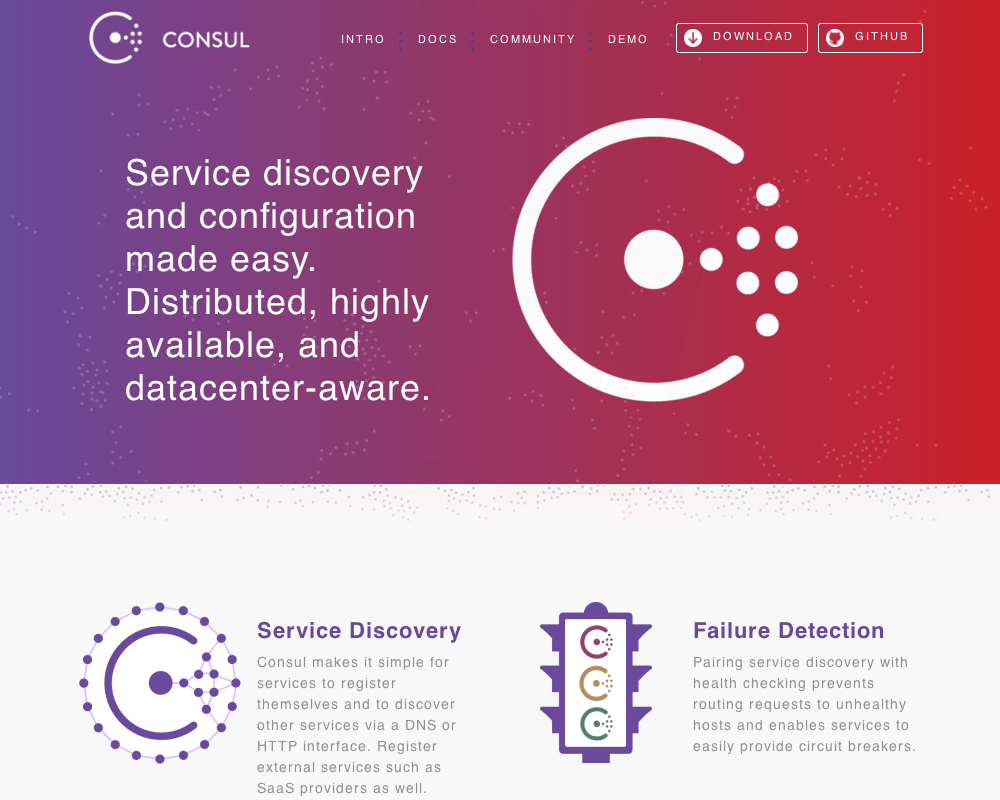 CONSUL
INTRO
DOCS
COMMUNITY
DEMO
DOWNLOAD
GITHUB
Service discovery
and configuration
made easy.
Distributed, highly
available, and
datacenter-aware.
Service Discovery
Consul makes it simple for
services to register
themselves and to discover
other services via a DNS or
HTTP interface. Register
external services such as
SaaS providers as well.
Failure Detection
Pairing service discovery with
health checking prevents
routing requests to unhealthy
hosts and enables services to
easily provide circuit breakers.